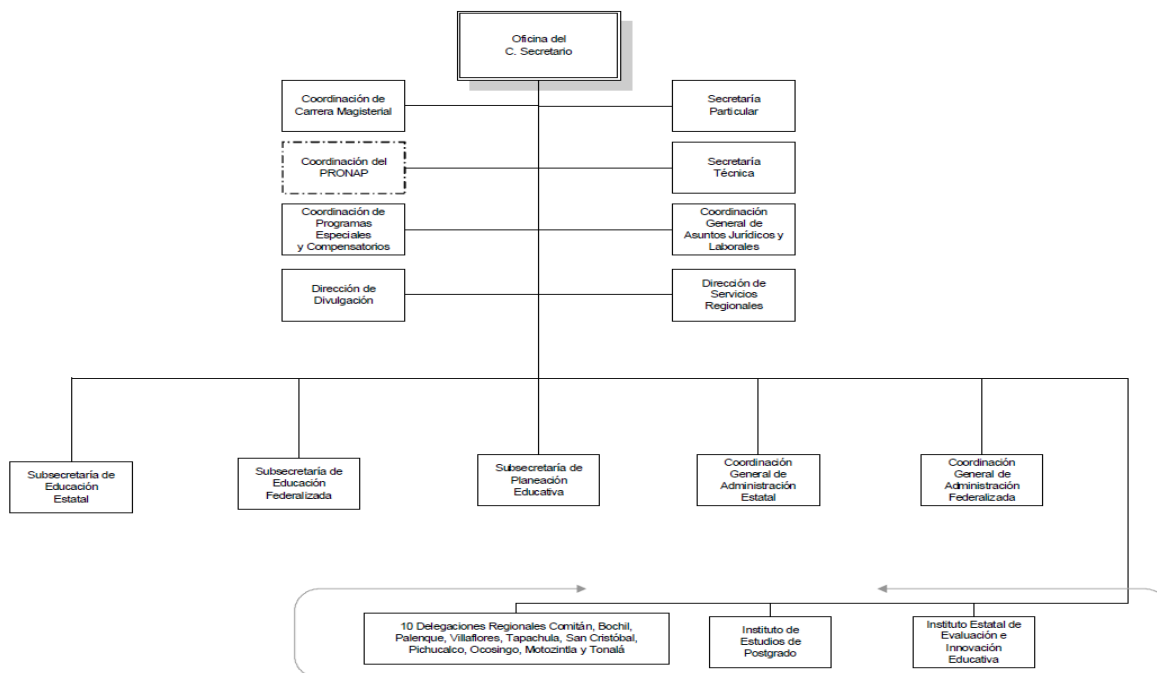 Oficina del
C. Secretario
Coordinación de
Carrera Magisterial
Secretaría
Particular
Coordinación del
PRONAP
Secretaría
Técnica
Coordinación de
Programas
Especiales
y Compensatorios
Coordinación
General de
Asuntos Jurídicos y
Laborales
Dirección de
Divulgación
Dirección de
Servicios
Regionales
Subsecretaría de
Educación
Estatal
Subsecretaría de
Educación
Federalizada
Subsecretaría de
Planeación
Educativa
Coordinación
General de
Administración
Estatal
Coordinación
General de
Administración
Federalizada
10 Delegaciones Regionales Comitán, Bochil,
Palenque, Villaflores, Tapachula, San Cristóbal,
Pichucalco, Ocosingo, Motozintla y Tonalá
Instituto de
Estudios de
Postgrado
Instituto Estatal de
Evaluación e
Innovación
Educativa